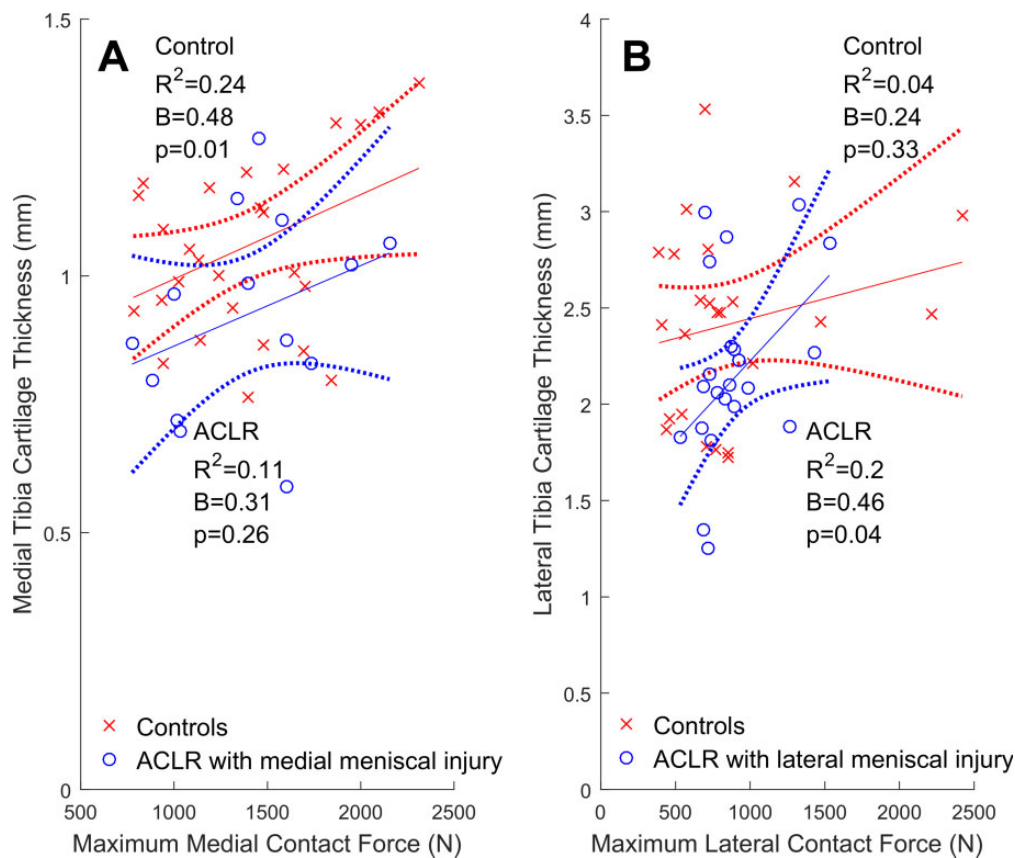 A
Control
R²=0.24
B=0.48
p=0.01
ACLR
R²=0.11
B=0.31
p=0.26
Controls
ACLR with medial meniscal injury
1.5
1
0.5
0
500
1000
1500
2000
2500
Medial Tibia Cartilage Thickness (mm)
Maximum Medial Contact Force (N)
B
Control
R²=0.04
B=0.24
p=0.33
ACLR
R²=0.2
B=0.46
p=0.04
Controls
ACLR with lateral meniscal injury
4
3.5
3
2.5
2
1.5
1
0.5
0
0
500
1000
1500
2000
2500
Lateral Tibia Cartilage Thickness (mm)
Maximum Lateral Contact Force (N)